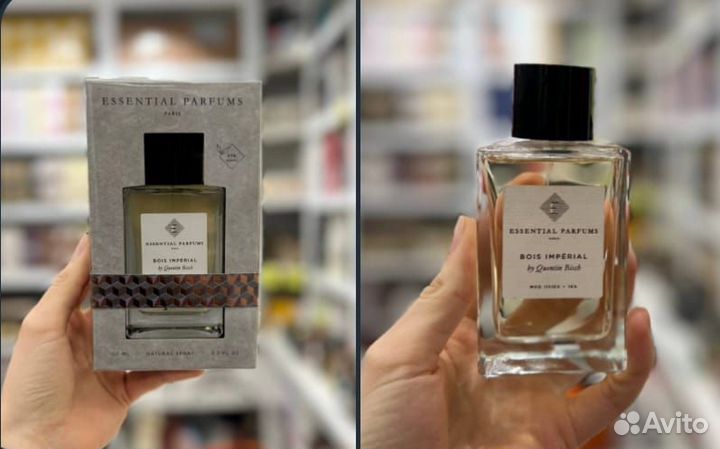 ESSENTIAL PARFUMS
PARIS
ESSENTIAL PARFUMS
BOIS IMPÉRIAL
by Quentin Bisch
NATURAL SPRAY
ESSENTIAL PARFUMS
PARIS
BOIS IMPÉRIAL
by Quentin Bisch
Avito